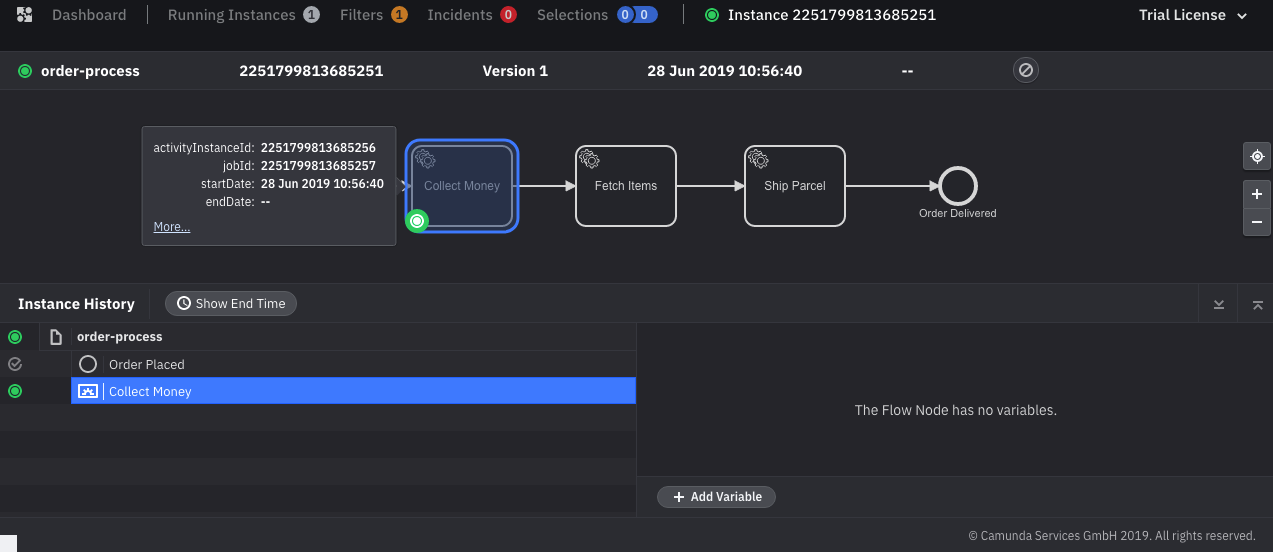 Dashboard Running Instances 1 Filters 1 Incidents 0 Selections 0 0 Instance 2251799813685251 Trial License
order-process 2251799813685251 Version 1 28 Jun 2019 10:56:40 --
activityInstanceId: 2251799813685256
jobId: 2251799813685257
startDate: 28 Jun 2019 10:56:40
endDate: --
More...
Collect Money Fetch Items Ship Parcel
Order Delivered
Instance History Show End Time
order-process
Order Placed
Collect Money
The Flow Node has no variables.
+ Add Variable
© Camunda Services GmbH 2019. All rights reserved.